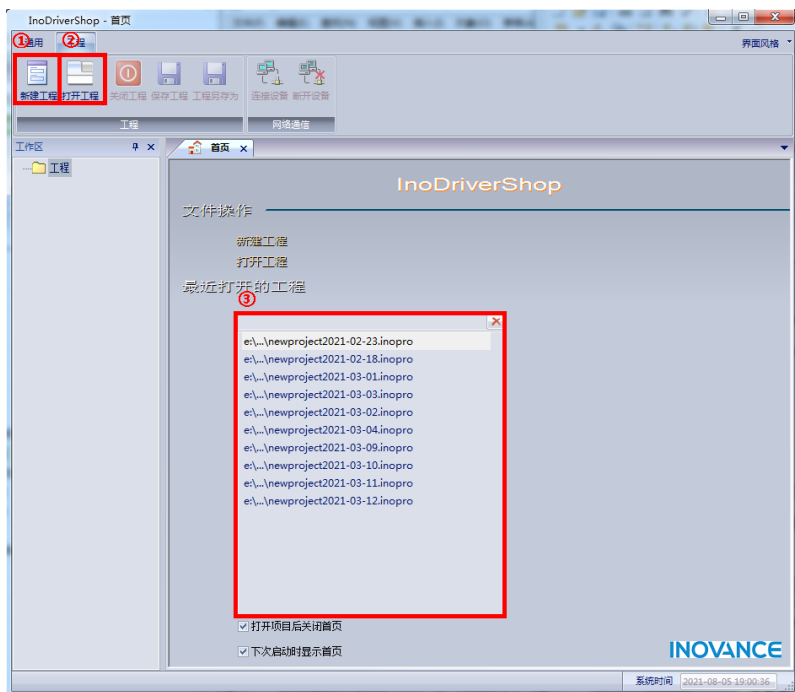 InoDriverShop - 首页
① 通用 ② 工程 界面风格
新建工程 打开工程 关闭工程 保存工程 工程另存为 连接设备 断开设备
工程 网络通信
工作区 首页
工程
InoDriverShop
文件操作
新建工程
打开工程
最近打开的工程
③
e:\...\newproject2021-02-23.inopro
e:\...\newproject2021-02-18.inopro
e:\...\newproject2021-03-01.inopro
e:\...\newproject2021-03-03.inopro
e:\...\newproject2021-03-02.inopro
e:\...\newproject2021-03-04.inopro
e:\...\newproject2021-03-09.inopro
e:\...\newproject2021-03-10.inopro
e:\...\newproject2021-03-11.inopro
e:\...\newproject2021-03-12.inopro
打开项目后关闭首页
下次启动时显示首页
INOVANCE
系统时间 2021-08-05 19:00:36